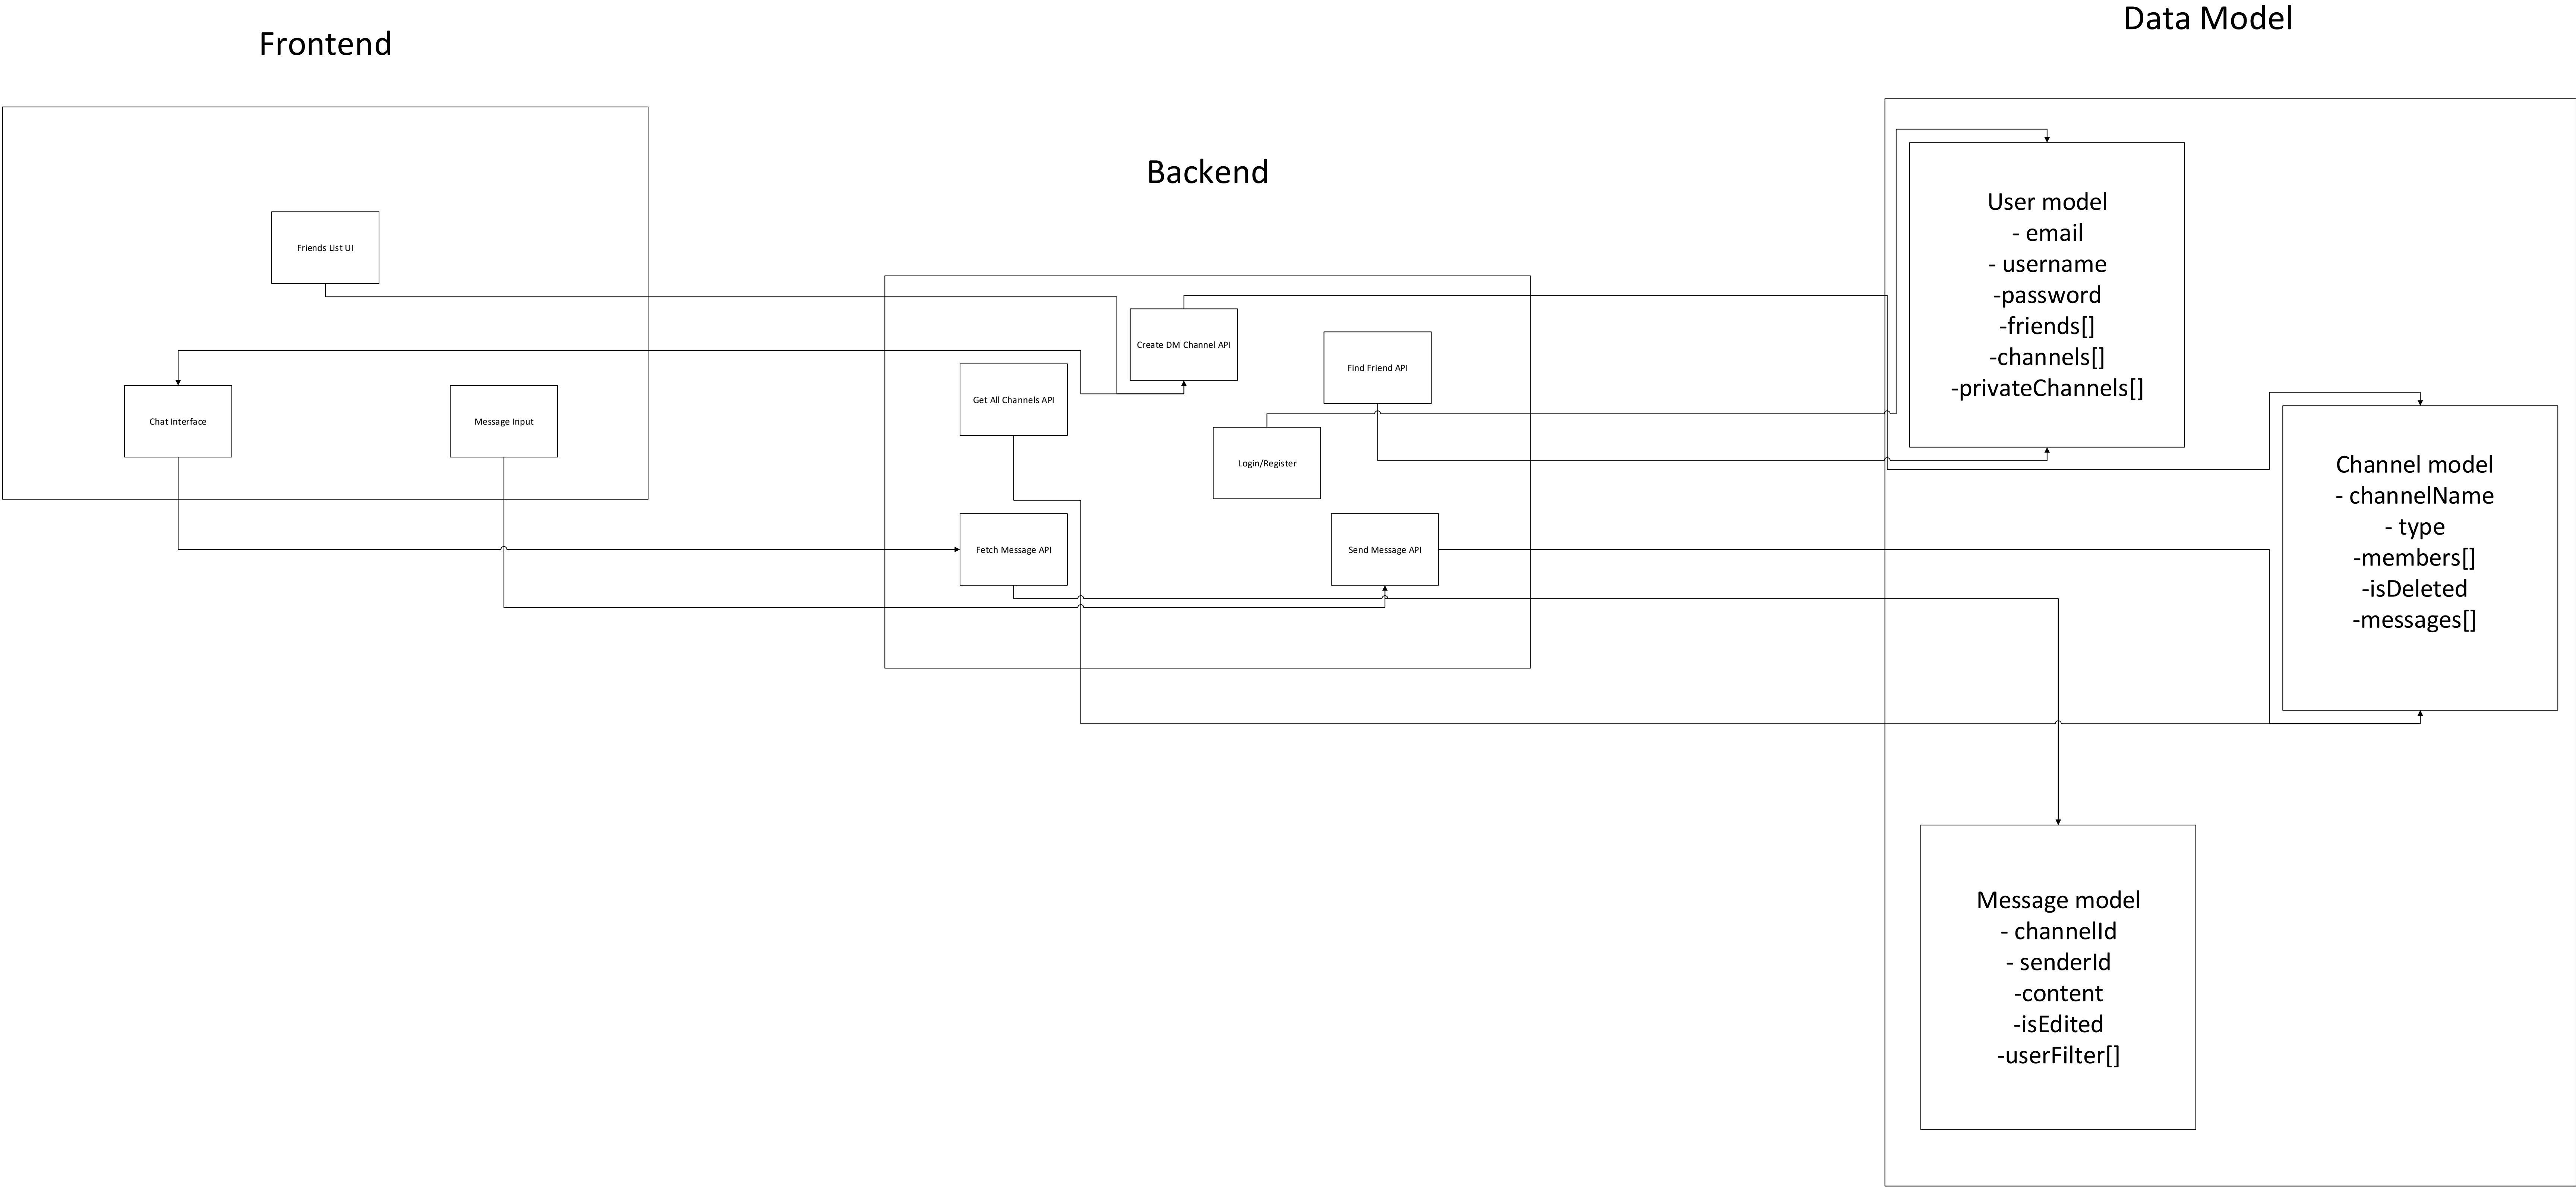 Frontend
Friends List UI
Chat Interface
Message Input
Backend
Create DM Channel API
Find Friend API
Get All Channels API
Login/Register
Fetch Message API
Send Message API
Data Model
User model
- email
- username
-password
-friends[]
-channels[]
-privateChannels[]
Channel model
- channelName
- type
-members[]
-isDeleted
-messages[]
Message model
- channelId
- senderId
-content
-isEdited
-userFilter[]